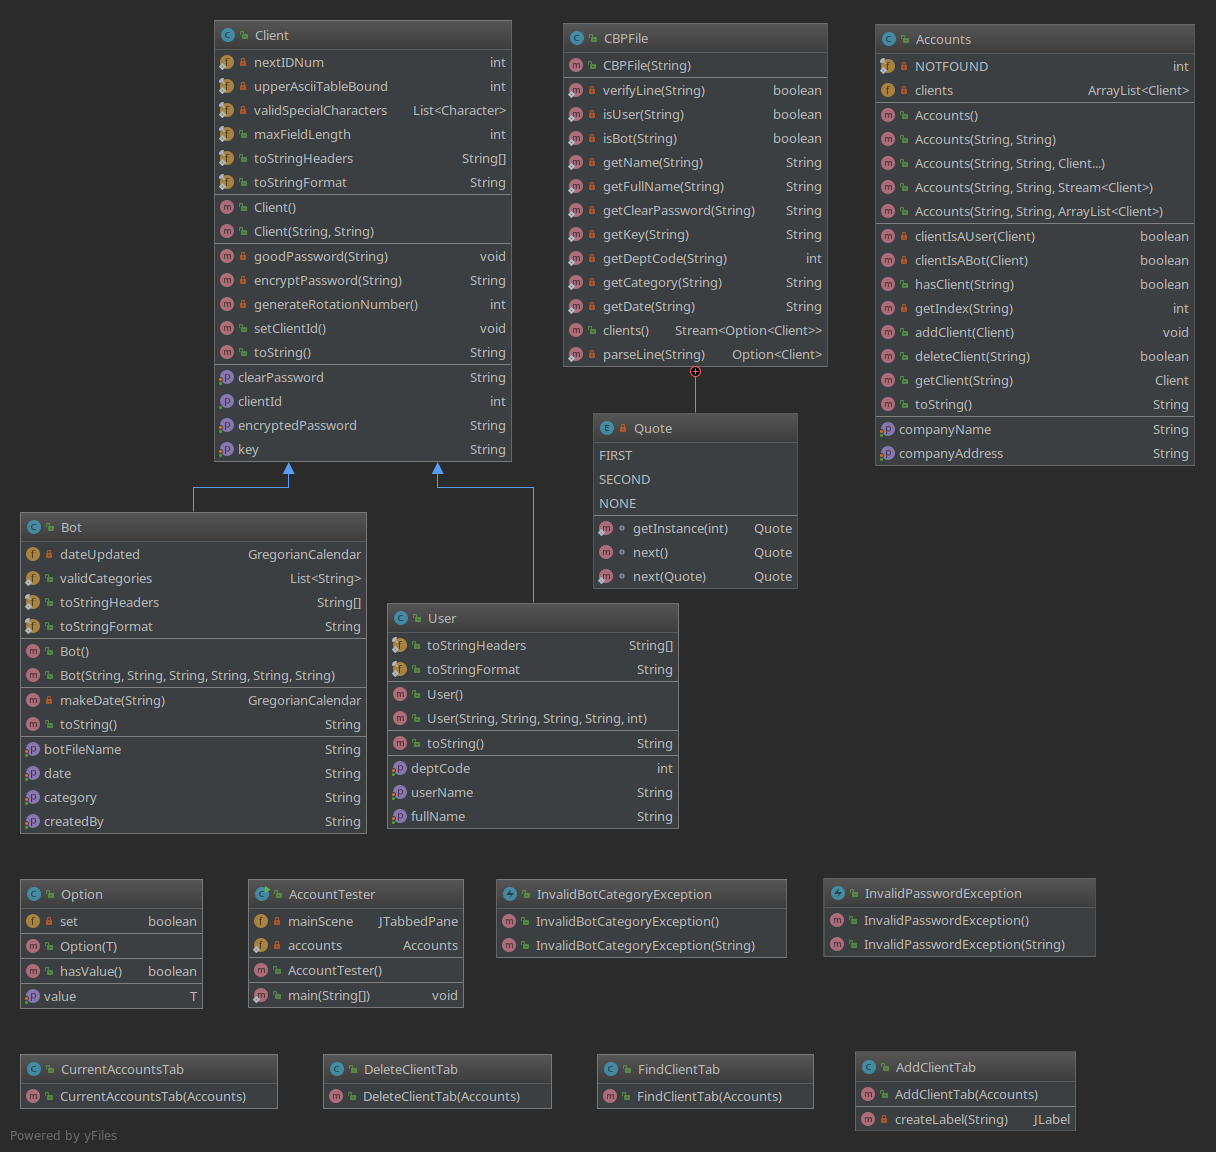 Client
nextIDNum int
upperAsciiTableBound int
validSpecialCharacters List<Character>
maxFieldLength int
toStringHeaders String[]
toStringFormat String
Client()
Client(String, String)
goodPassword(String) void
encryptPassword(String) String
generateRotationNumber() int
setClientId() void
toString() String
clearPassword String
clientId int
encryptedPassword String
key String
CBPFile
CBPFile(String)
verifyLine(String) boolean
isUser(String) boolean
isBot(String) boolean
getName(String) String
getFullName(String) String
getClearPassword(String) String
getKey(String) String
getDeptCode(String) int
getCategory(String) String
getDate(String) String
clients() Stream<Option<Client>>
parseLine(String) Option<Client>
Accounts
NOTFOUND int
clients ArrayList<Client>
Accounts()
Accounts(String, String)
Accounts(String, String, Client...)
Accounts(String, String, Stream<Client>)
Accounts(String, String, ArrayList<Client>)
clientIsAUser(Client) boolean
clientIsABot(Client) boolean
hasClient(String) boolean
getIndex(String) int
addClient(Client) void
deleteClient(String) boolean
getClient(String) Client
toString() String
companyName String
companyAddress String
Quote
FIRST
SECOND
NONE
getInstance(int) Quote
next() Quote
next(Quote) Quote
Bot
dateUpdated GregorianCalendar
validCategories List<String>
toStringHeaders String[]
toStringFormat String
Bot()
Bot(String, String, String, String, String, String)
makeDate(String) GregorianCalendar
toString() String
botFileName String
date String
category String
createdBy String
User
toStringHeaders String[]
toStringFormat String
User()
User(String, String, String, String, int)
toString() String
deptCode int
userName String
fullName String
Option
set boolean
Option(T)
hasValue() boolean
value T
AccountTester
mainScene JTabbedPane
accounts Accounts
AccountTester()
main(String[]) void
InvalidBotCategoryException
InvalidBotCategoryException()
InvalidBotCategoryException(String)
InvalidPasswordException
InvalidPasswordException()
InvalidPasswordException(String)
CurrentAccountsTab
CurrentAccountsTab(Accounts)
DeleteClientTab
DeleteClientTab(Accounts)
FindClientTab
FindClientTab(Accounts)
AddClientTab
AddClientTab(Accounts)
createLabel(String) JLabel
Powered by yFiles